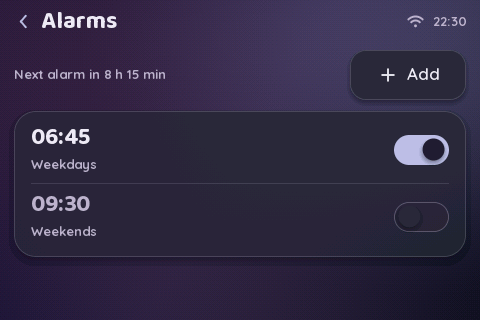 Alarms
22:30
Next alarm in 8 h 15 min
Add
06:45
Weekdays
09:30
Weekends